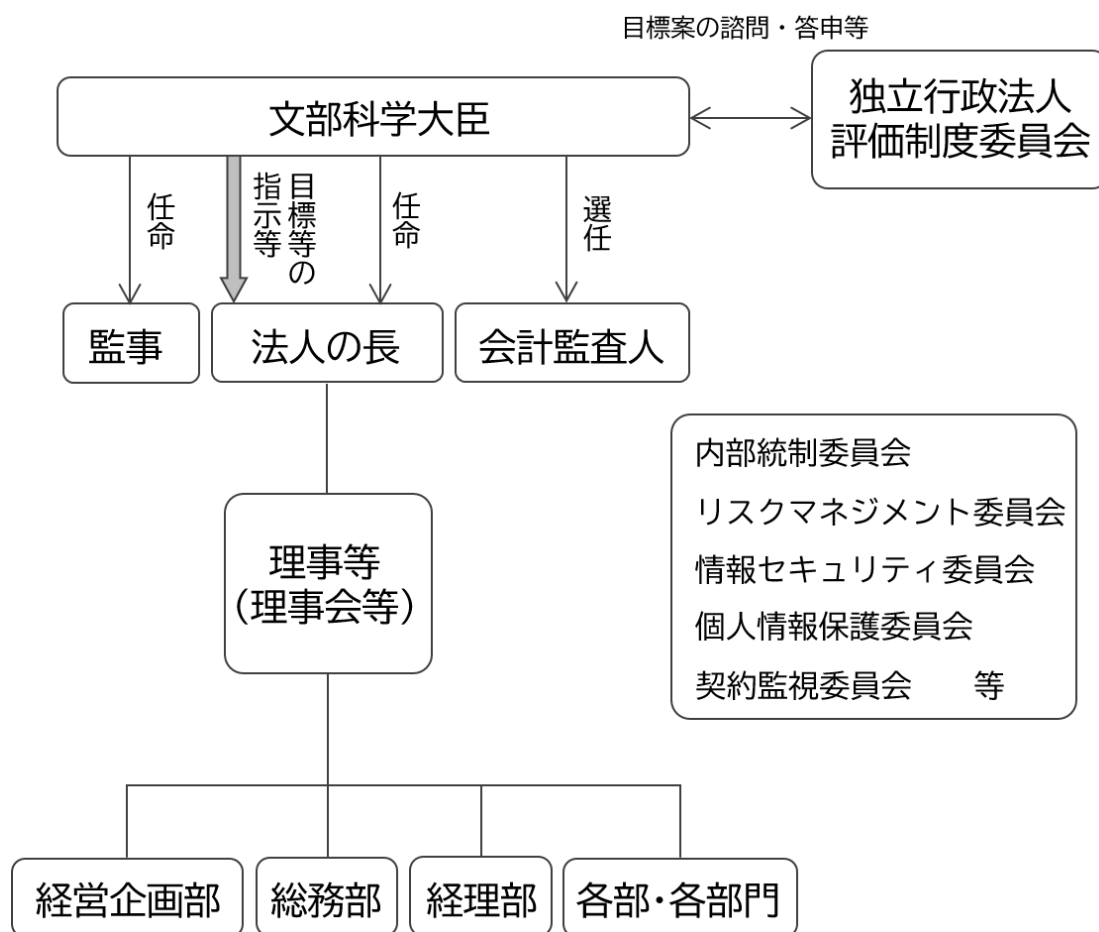 目標案の諮問・答申等
文部科学大臣
独立行政法人
評価制度委員会
任命
目標等の
指示等
任命
選任
監事
法人の長
会計監査人
内部統制委員会
リスクマネジメント委員会
情報セキュリティ委員会
個人情報保護委員会
契約監視委員会　　等
理事等
（理事会等）
経営企画部
総務部
経理部
各部・各部門